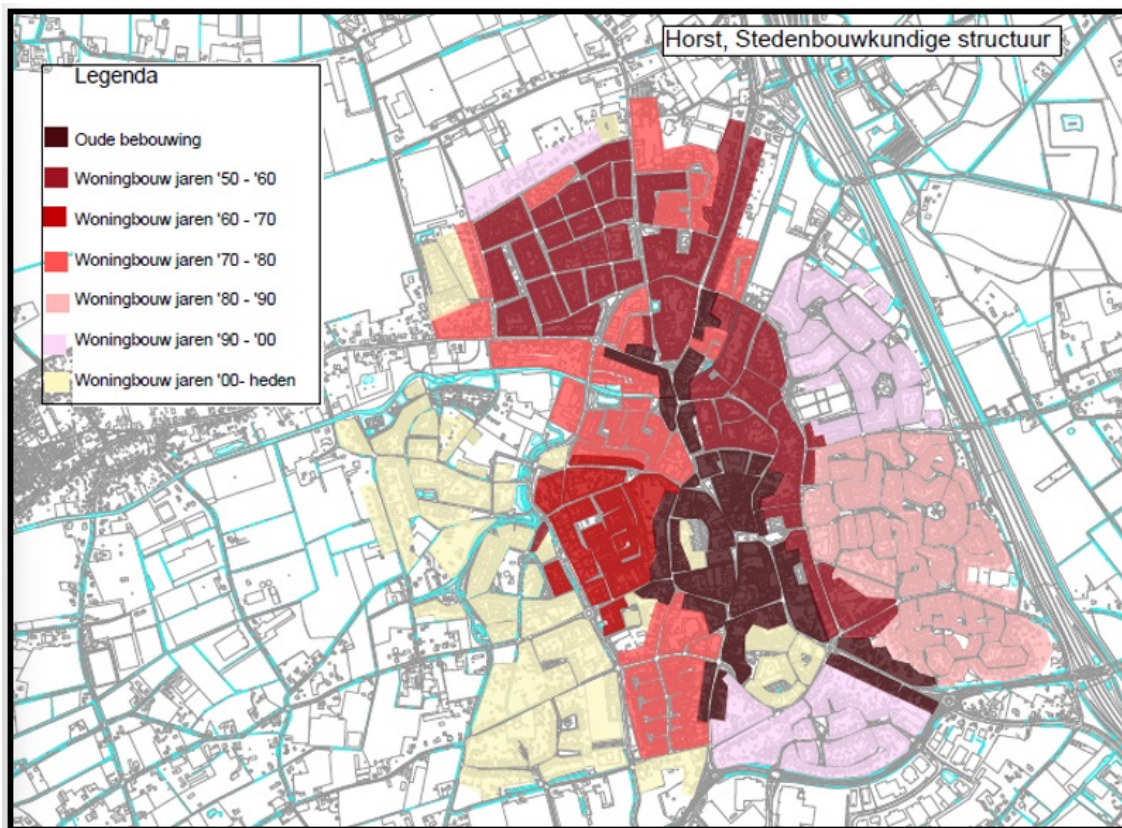 Horst, Stedenbouwkundige structuur
Legenda
Oude bebouwing
Woningbouw jaren '50 - '60
Woningbouw jaren '60 - '70
Woningbouw jaren '70 - '80
Woningbouw jaren '80 - '90
Woningbouw jaren '90 - '00
Woningbouw jaren '00- heden